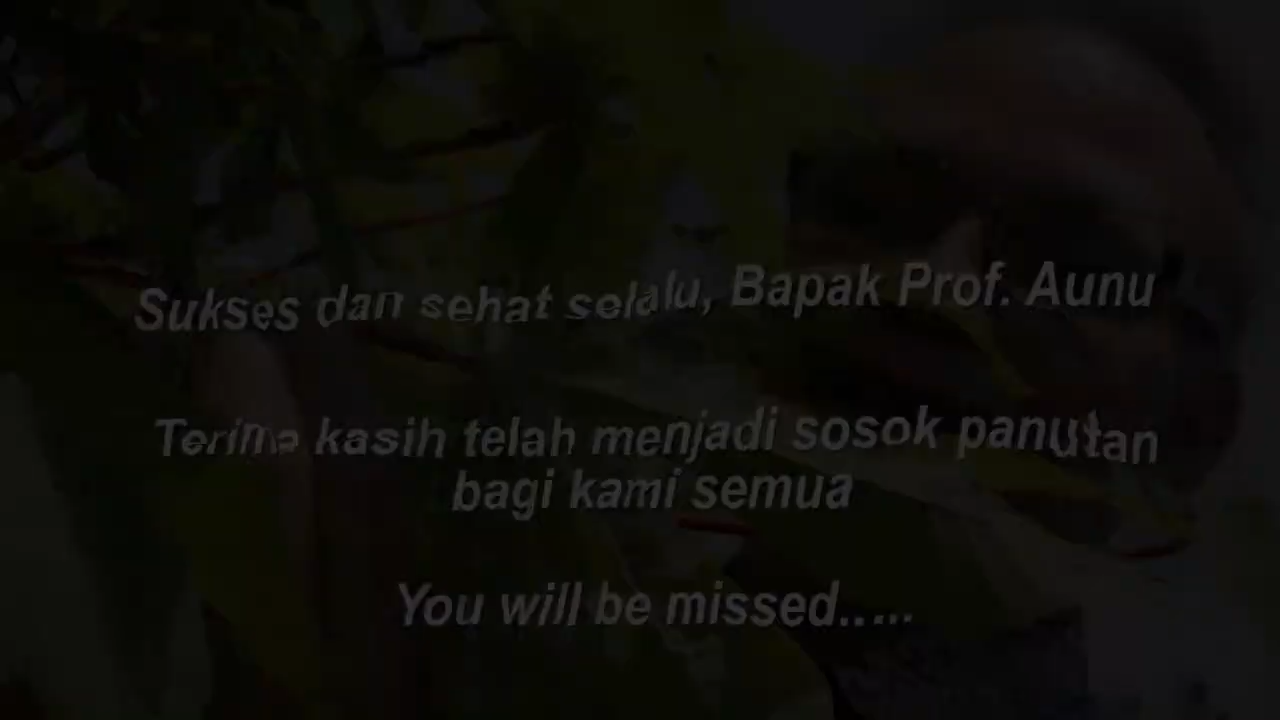 Sukses dan sehat selalu, Bapak Prof. Aunu
Terima kasih telah menjadi sosok panutan
bagi kami semua
You will be missed.....